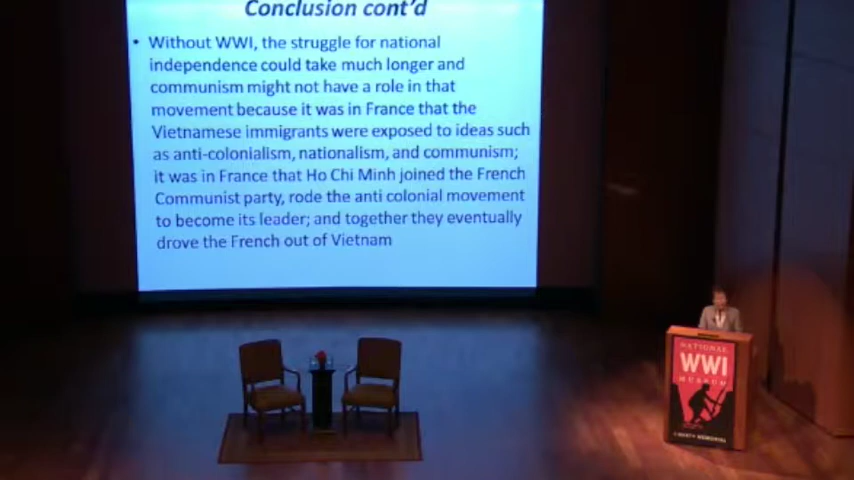 Conclusion cont'd
• Without WWI, the struggle for national
independence could take much longer and
communism might not have a role in that
movement because it was in France that the
Vietnamese immigrants were exposed to ideas such
as anti-colonialism, nationalism, and communism;
it was in France that Ho Chi Minh joined the French
Communist party, rode the anti colonial movement
to become its leader; and together they eventually
drove the French out of Vietnam
NATIONAL
WWI
MUSEUM
LIBERTY MEMORIAL